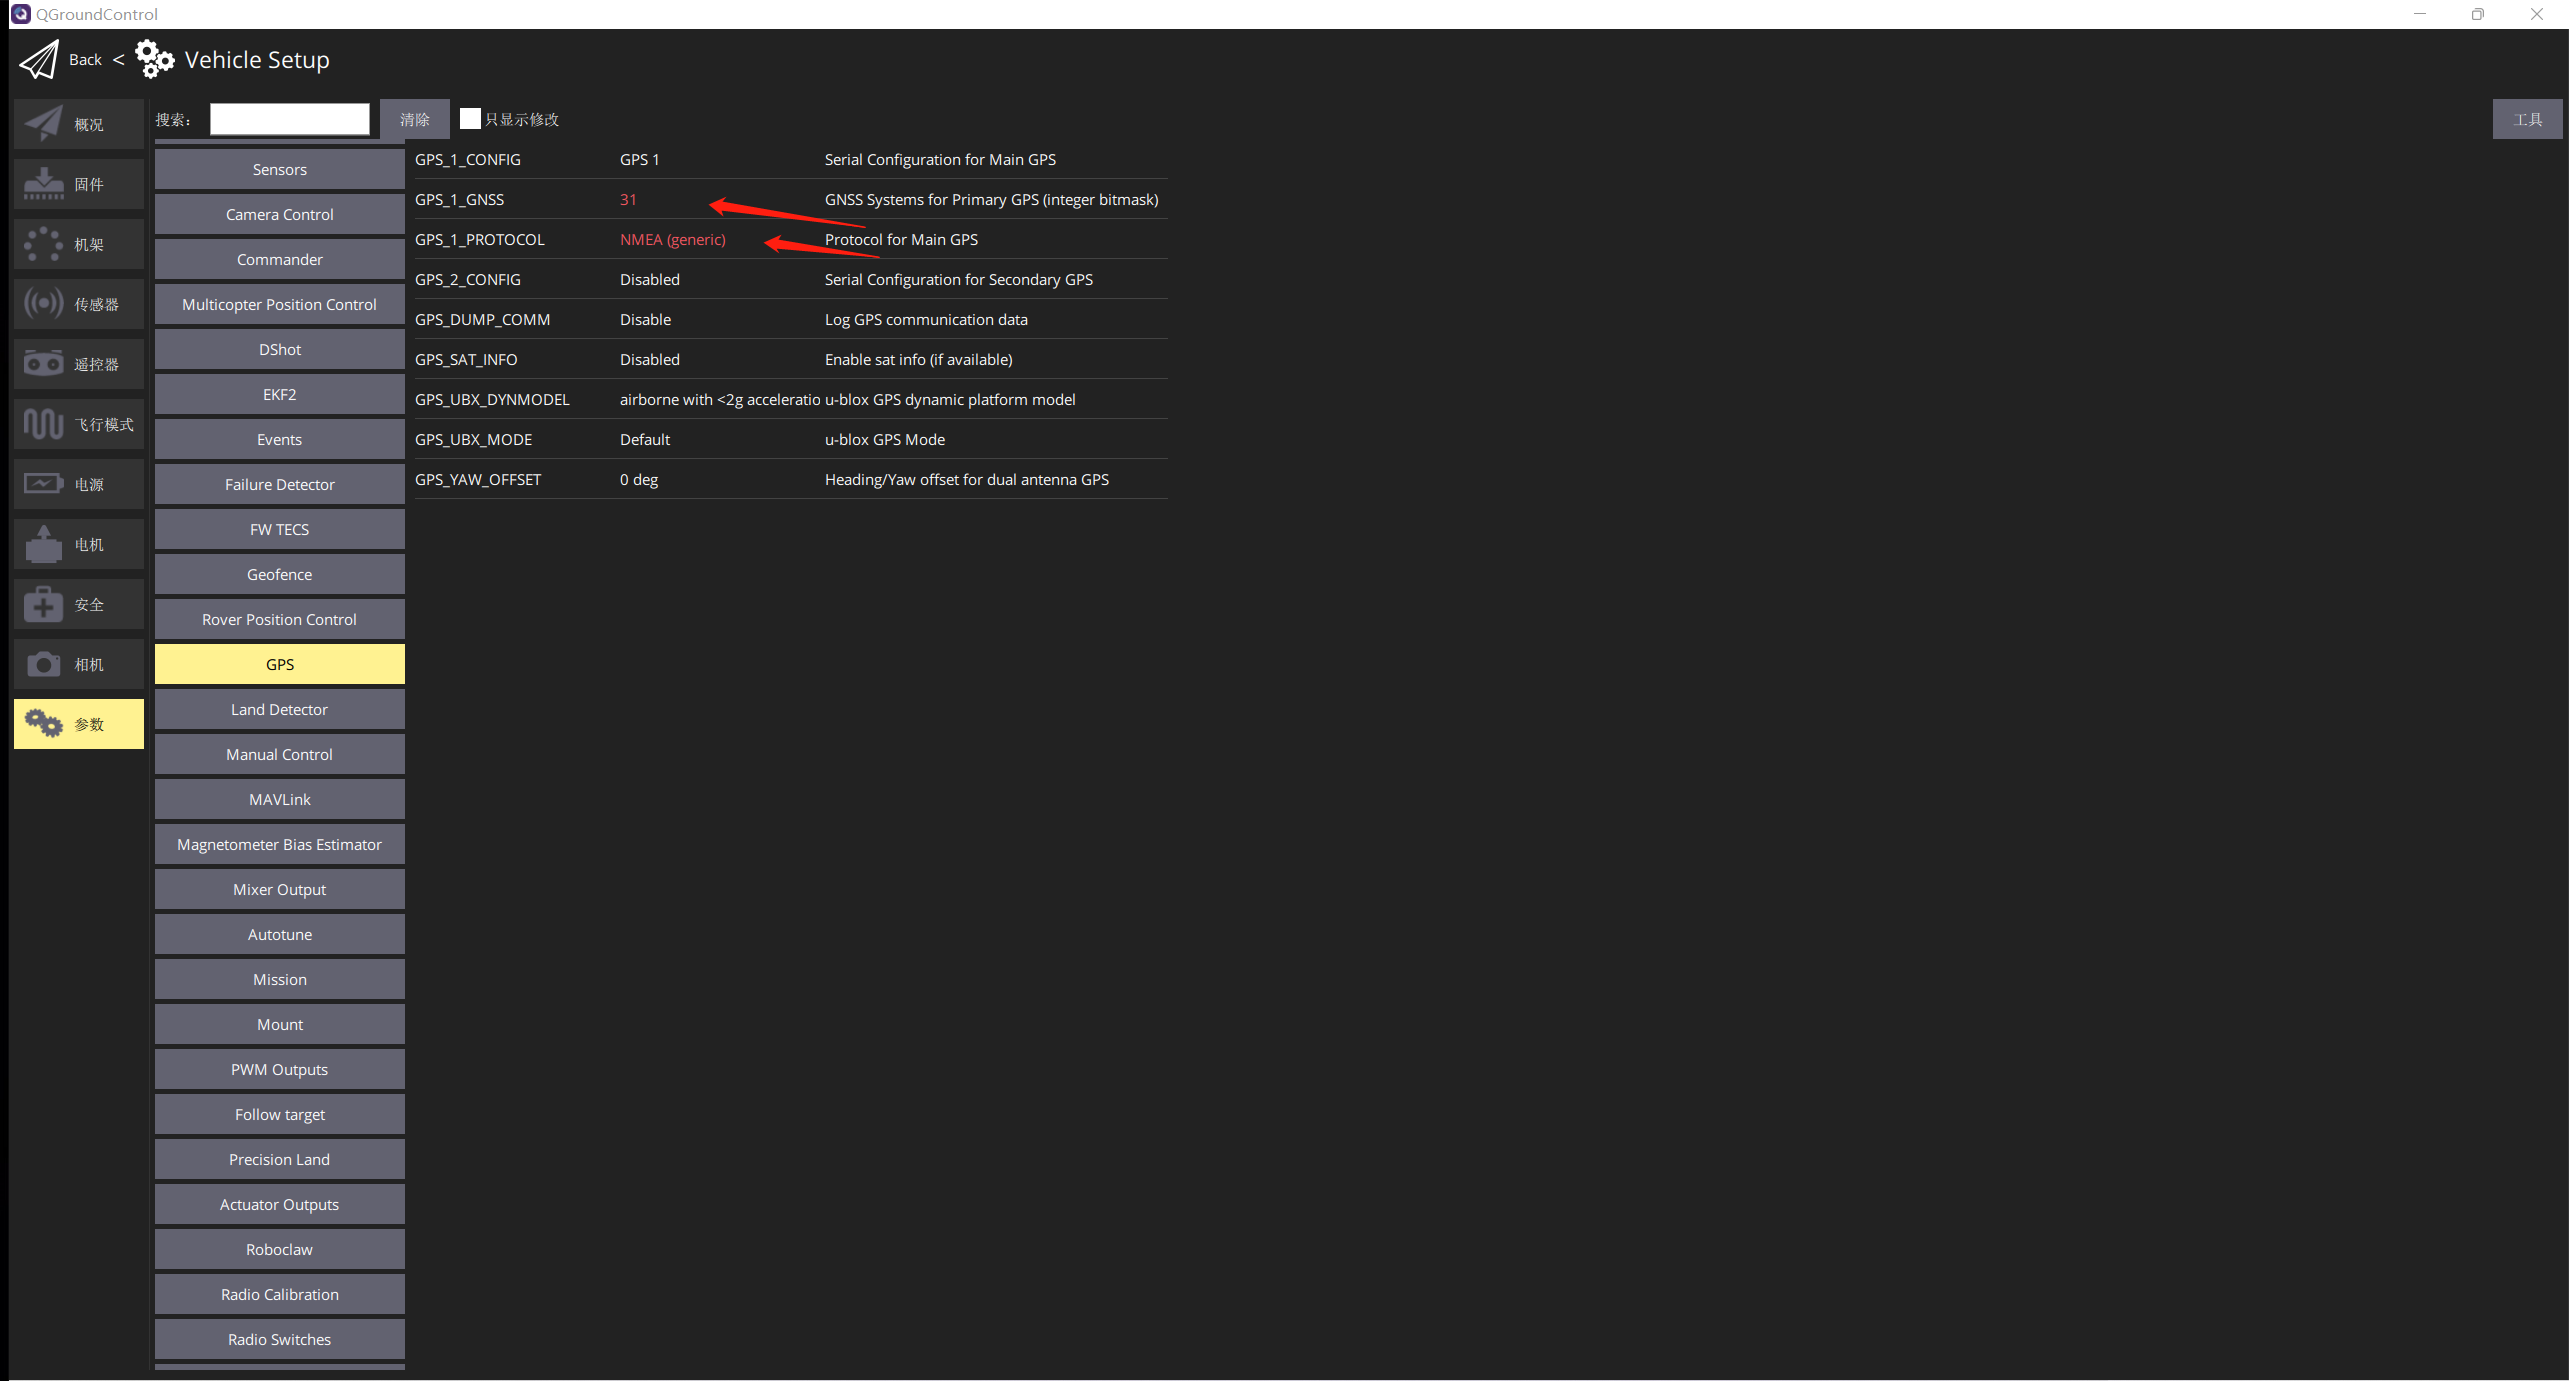 QGroundControl
Back < Vehicle Setup
概况
固件
机架
传感器
遥控器
飞行模式
电源
电机
安全
相机
参数
搜索：
清除
只显示修改
工具
Sensors
Camera Control
Commander
Multicopter Position Control
DShot
EKF2
Events
Failure Detector
FW TECS
Geofence
Rover Position Control
GPS
Land Detector
Manual Control
MAVLink
Magnetometer Bias Estimator
Mixer Output
Autotune
Mission
Mount
PWM Outputs
Follow target
Precision Land
Actuator Outputs
Roboclaw
Radio Calibration
Radio Switches
GPS_1_CONFIG GPS 1 Serial Configuration for Main GPS
GPS_1_GNSS 31 GNSS Systems for Primary GPS (integer bitmask)
GPS_1_PROTOCOL NMEA (generic) Protocol for Main GPS
GPS_2_CONFIG Disabled Serial Configuration for Secondary GPS
GPS_DUMP_COMM Disable Log GPS communication data
GPS_SAT_INFO Disabled Enable sat info (if available)
GPS_UBX_DYNMODEL airborne with <2g acceleratio u-blox GPS dynamic platform model
GPS_UBX_MODE Default u-blox GPS Mode
GPS_YAW_OFFSET 0 deg Heading/Yaw offset for dual antenna GPS